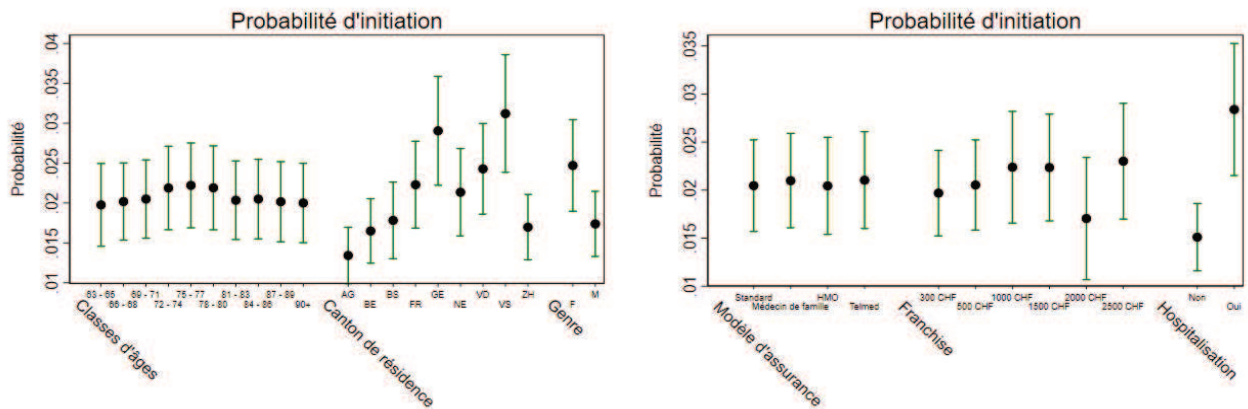 Probabilité d'initiation
Probabilité
.04
.035
.03
.025
.02
.015
.01
63 - 65
66 - 68
69 - 71
72 - 74
75 - 77
78 - 80
81 - 83
84 - 86
87 - 89
90+
Classes d'âges
AG
BE
BS
FR
GE
NE
VD
VS
ZH
Canton de résidence
F
M
Genre
Probabilité d'initiation
Probabilité
.035
.03
.025
.02
.015
.01
Standard
Médecin de famille
HMO
Telmed
Modèle d'assurance
300 CHF
500 CHF
1000 CHF
1500 CHF
2000 CHF
2500 CHF
Franchise
Non
Oui
Hospitalisation